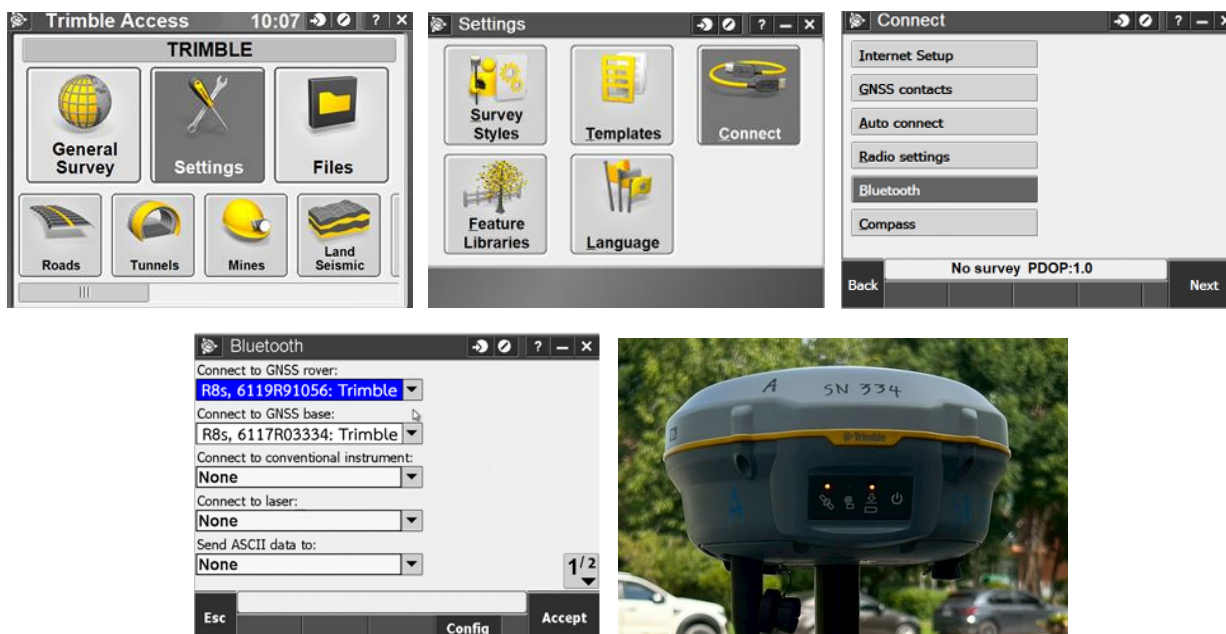 Trimble Access 10:07 ? ×
TRIMBLE
General Survey
Settings
Files
Roads
Tunnels
Mines
Land Seismic
Settings ? – ×
Survey Styles
Templates
Connect
Feature Libraries
Language
Connect ? – ×
Internet Setup
GNSS contacts
Auto connect
Radio settings
Bluetooth
Compass
No survey PDOP:1.0
Back
Next
Bluetooth ? – ×
Connect to GNSS rover:
R8s, 6119R91056: Trimble
Connect to GNSS base:
R8s, 6117R03334: Trimble
Connect to conventional instrument:
None
Connect to laser:
None
Send ASCII data to:
None
1/2
Esc
Config
Accept
A SN 334
Trimble
A